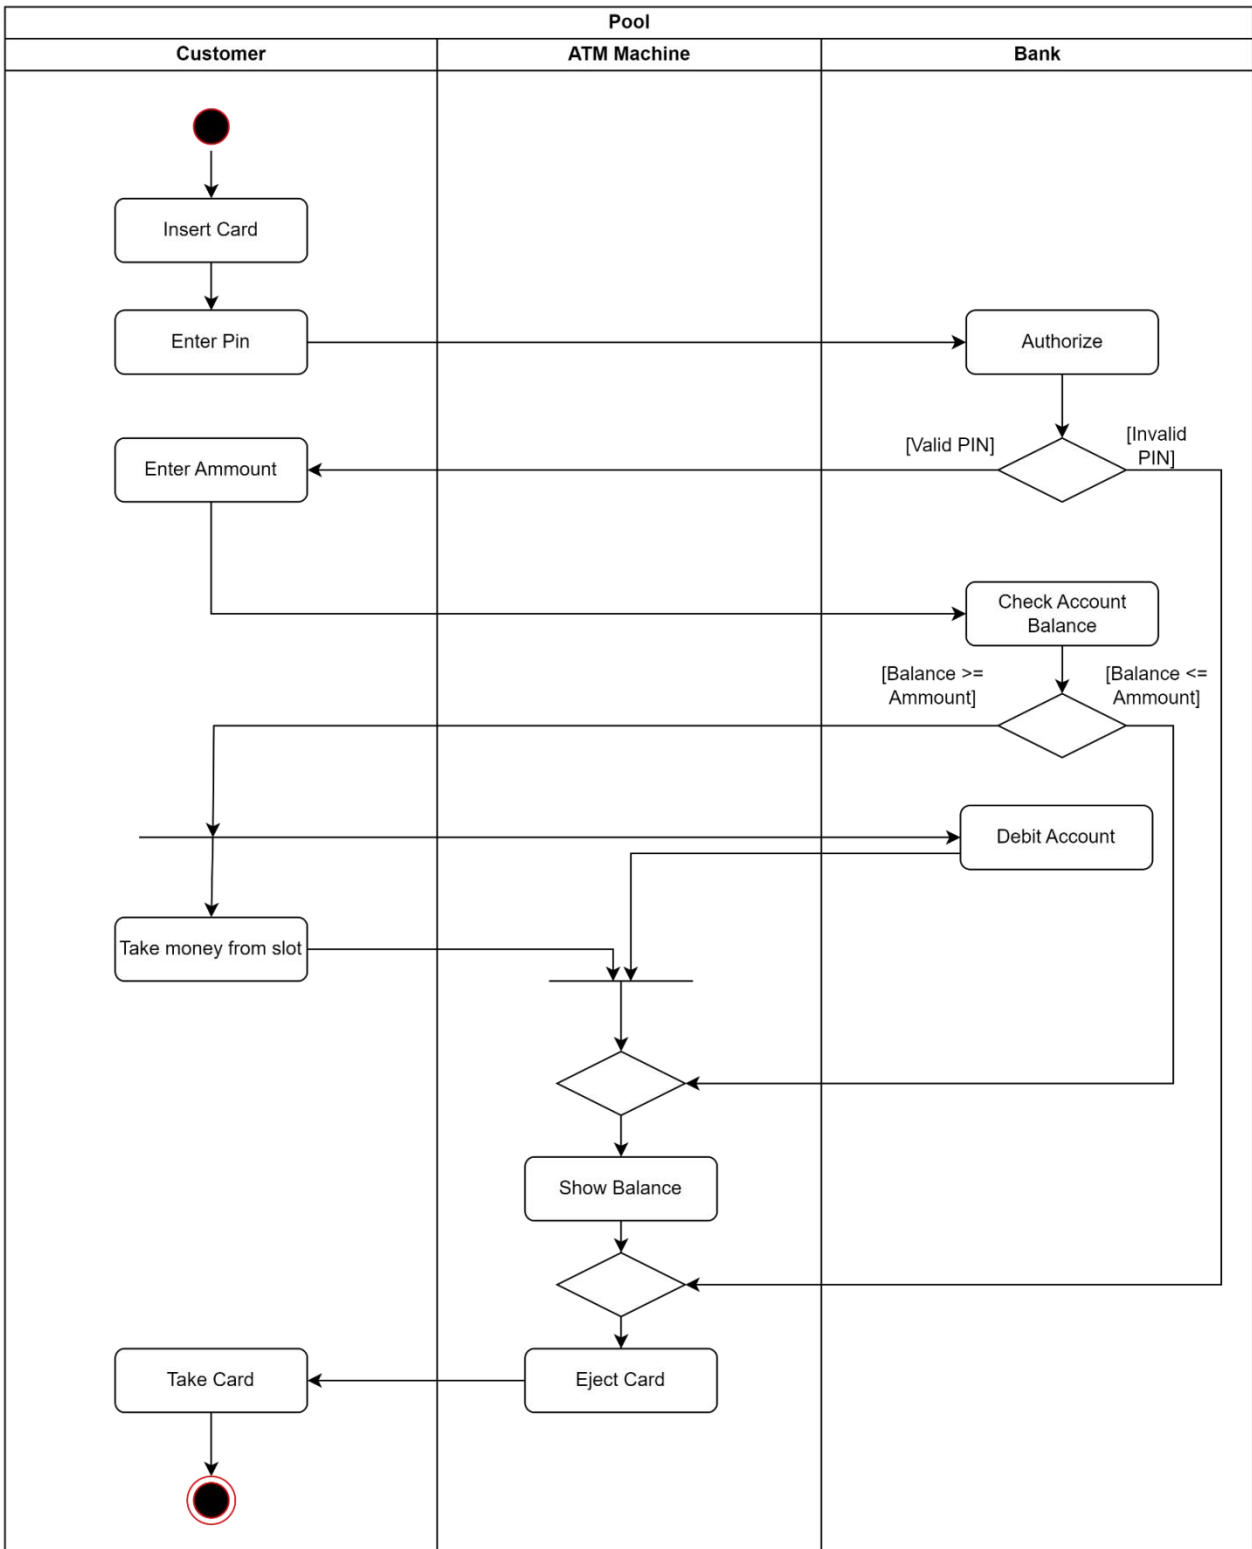 Pool
Customer
ATM Machine
Bank
Insert Card
Enter Pin
Authorize
[Valid PIN]
[Invalid
PIN]
Enter Ammount
Check Account
Balance
[Balance >=
Ammount]
[Balance <=
Ammount]
Debit Account
Take money from slot
Show Balance
Take Card
Eject Card